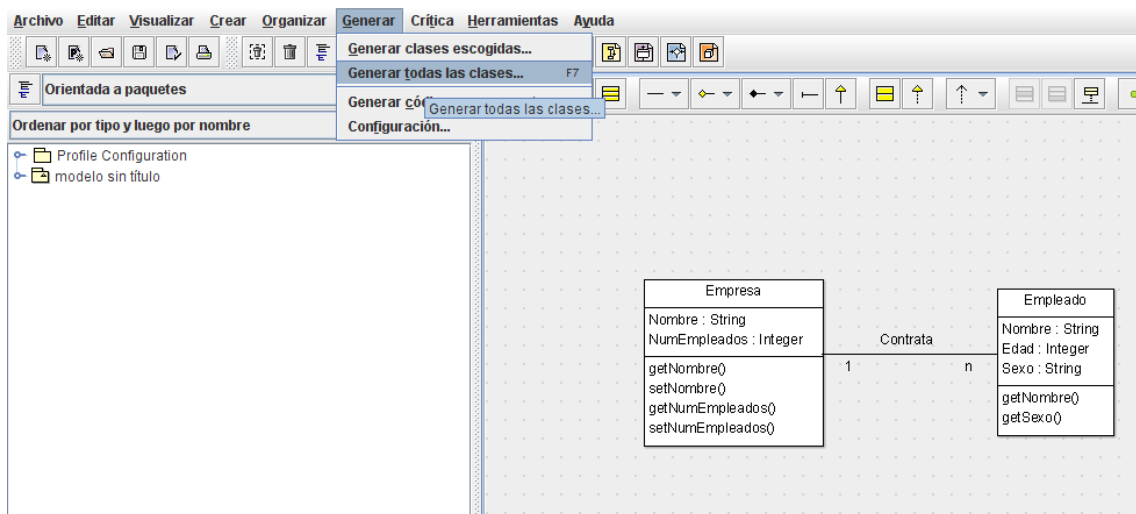 Archivo Editar Visualizar Crear Organizar Generar Crítica Herramientas Ayuda
Generar clases escogidas...
Generar todas las clases... F7
Orientada a paquetes
Generar
Generar todas las clases...
Ordenar por tipo y luego por nombre
Configuración...
Profile Configuration
modelo sin título
Empresa
Nombre : String
NumEmpleados : Integer
getNombre()
setNombre()
getNumEmpleados()
setNumEmpleados()
Contrata
1 n
Empleado
Nombre : String
Edad : Integer
Sexo : String
getNombre()
getSexo()